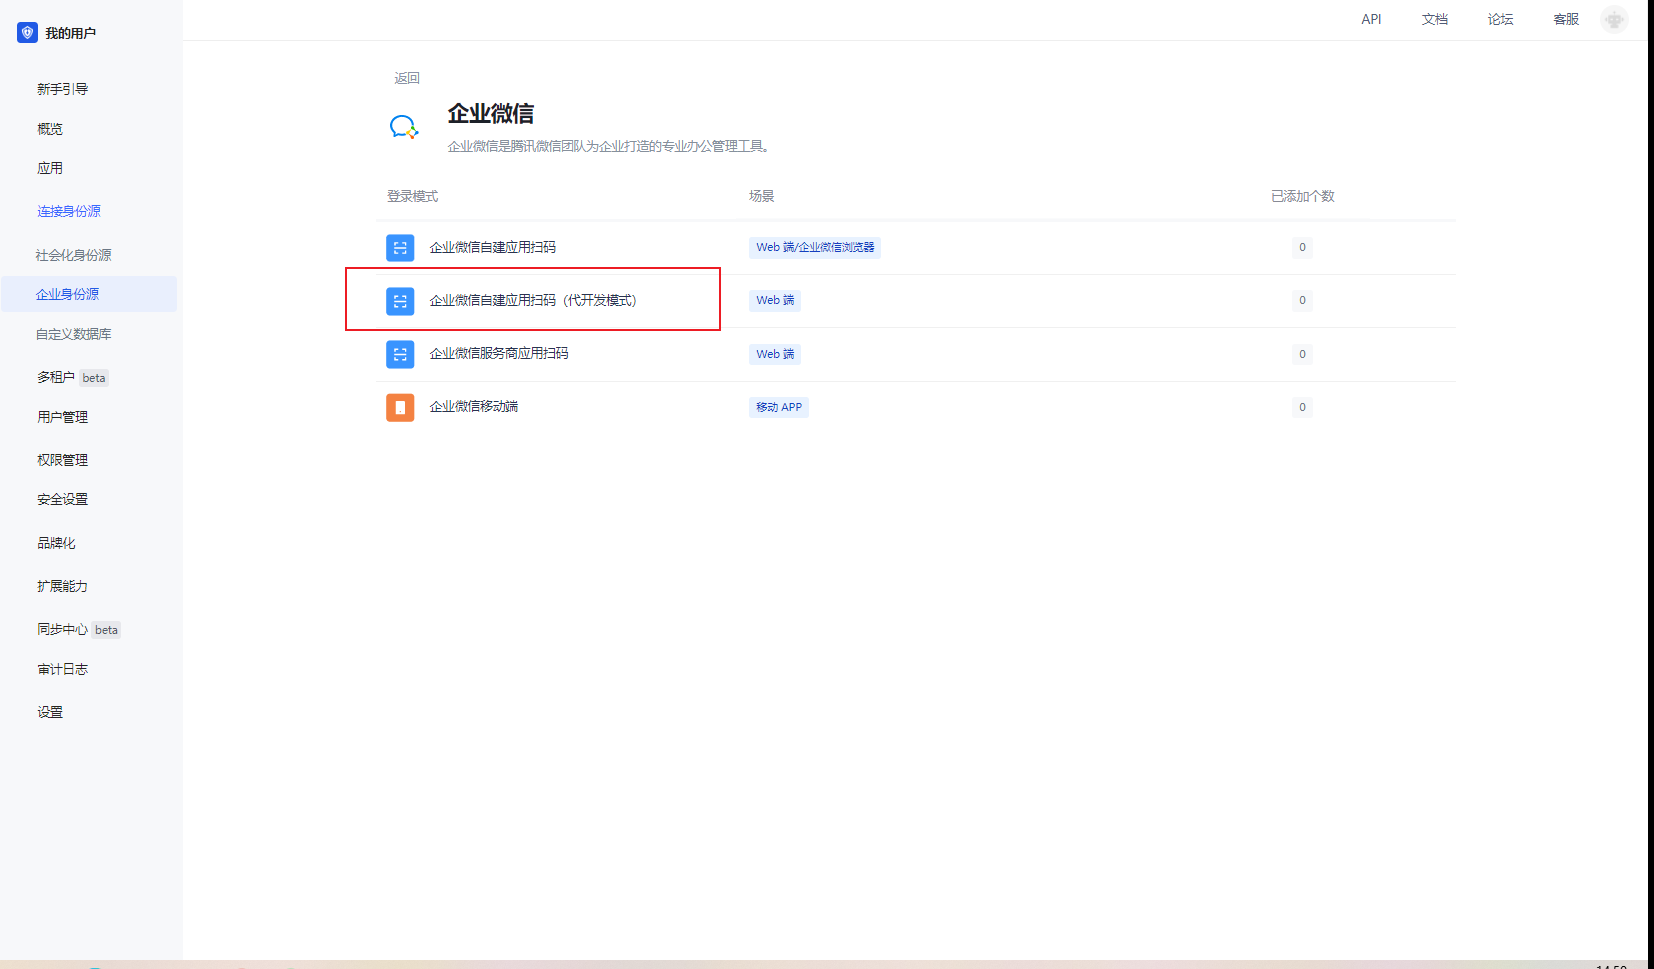 我的用户
API 文档 论坛 客服
新手引导
概览
应用
连接身份源
社会化身份源
企业身份源
自定义数据库
多租户 beta
用户管理
权限管理
安全设置
品牌化
扩展能力
同步中心 beta
审计日志
设置
返回
企业微信
企业微信是腾讯微信团队为企业打造的专业办公管理工具。
登录模式 场景 已添加个数
企业微信自建应用扫码 Web 端/企业微信浏览器 0
企业微信自建应用扫码（代开发模式） Web 端 0
企业微信服务商应用扫码 Web 端 0
企业微信移动端 移动 APP 0